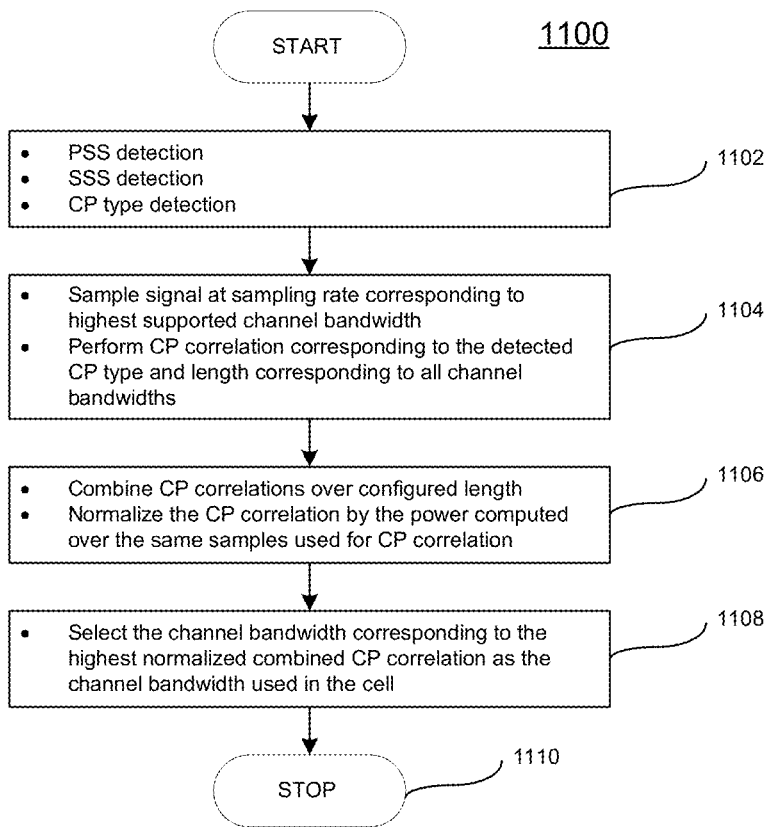 START
1100
• PSS detection
• SSS detection
• CP type detection
1102
• Sample signal at sampling rate corresponding to
highest supported channel bandwidth
• Perform CP correlation corresponding to the detected
CP type and length corresponding to all channel
bandwidths
1104
• Combine CP correlations over configured length
• Normalize the CP correlation by the power computed
over the same samples used for CP correlation
1106
• Select the channel bandwidth corresponding to the
highest normalized combined CP correlation as the
channel bandwidth used in the cell
1108
STOP
1110